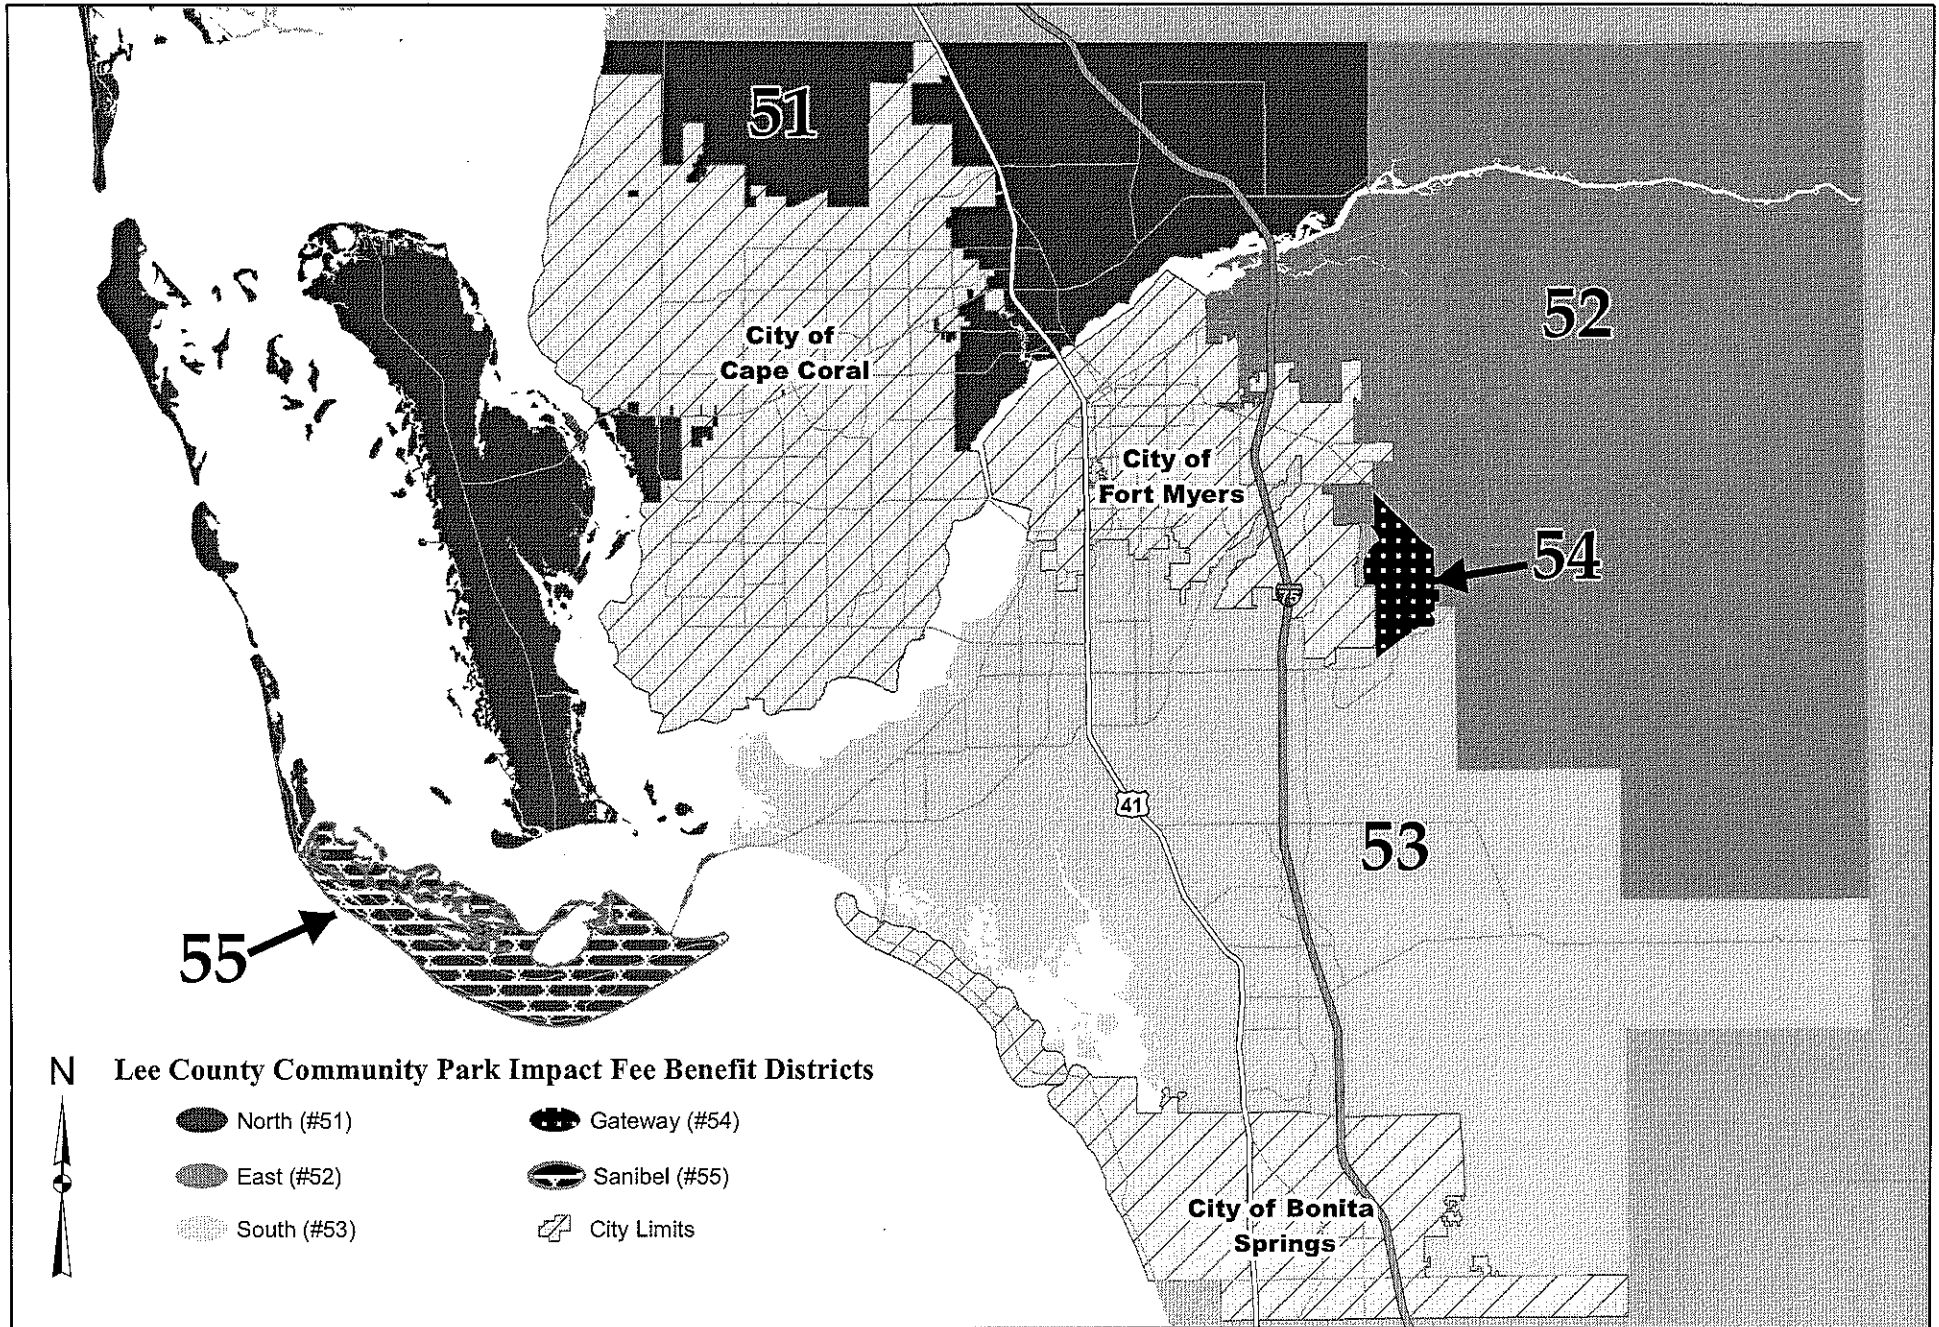 51
52
City of
Cape Coral
City of
Fort Myers
54
75
41
53
55
N
Lee County Community Park Impact Fee Benefit Districts
North (#51)
Gateway (#54)
East (#52)
Sanibel (#55)
South (#53)
City Limits
City of Bonita
Springs